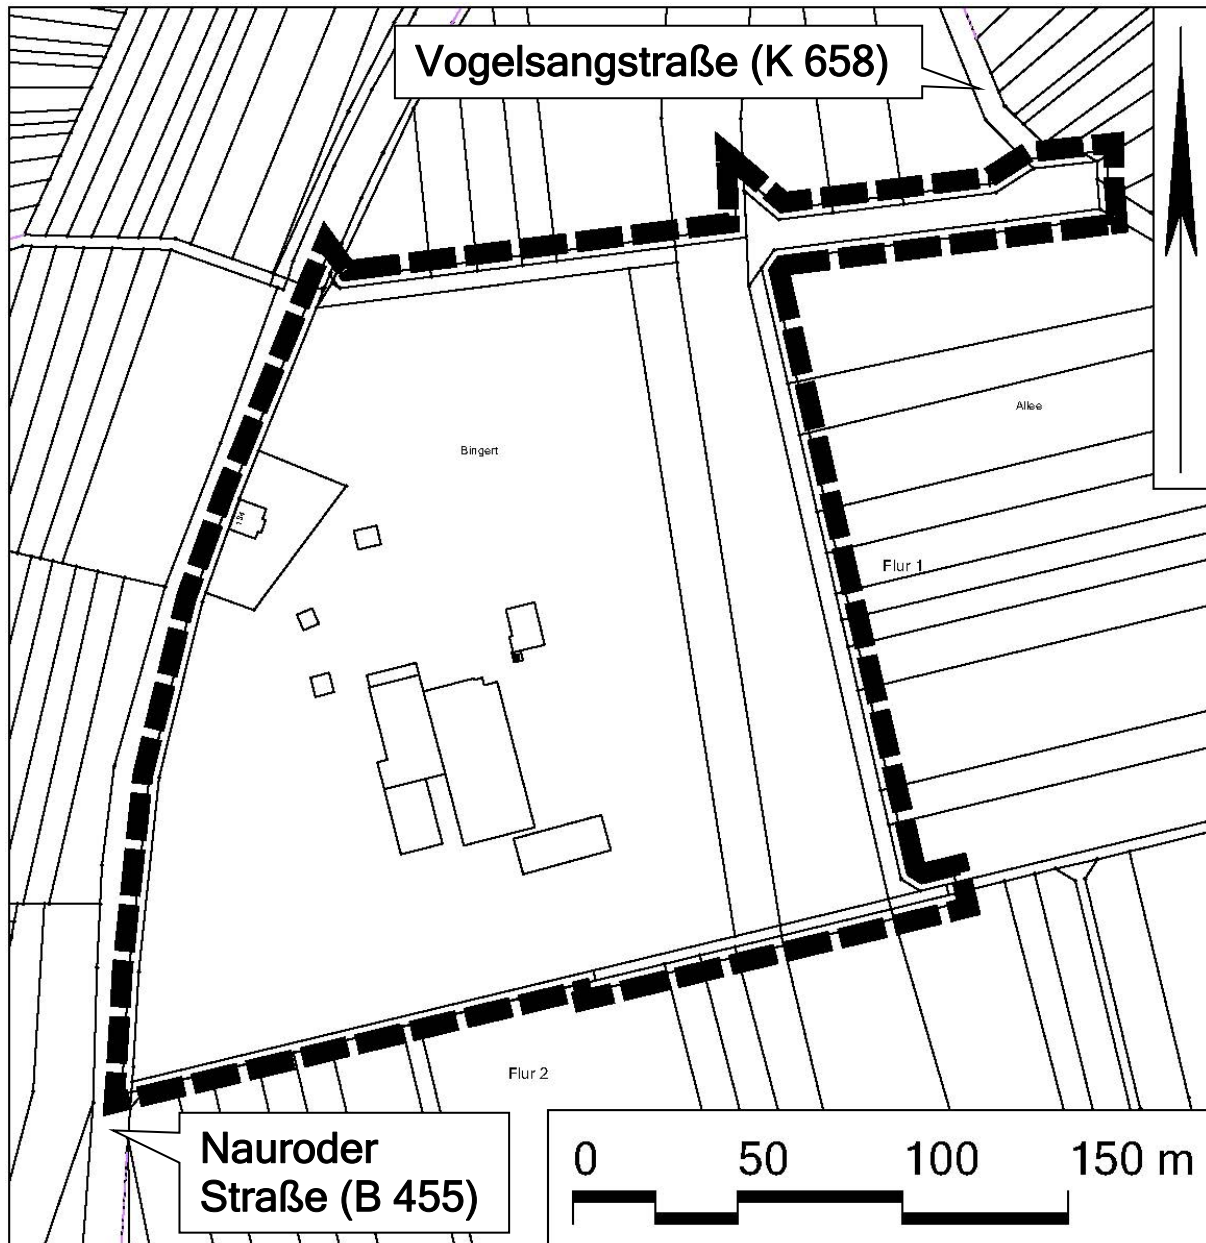 Vogelsangstraße (K 658)
Allee
Bingert
Flur 1
Flur 2
Nauroder
Straße (B 455)
0 50 100 150 m